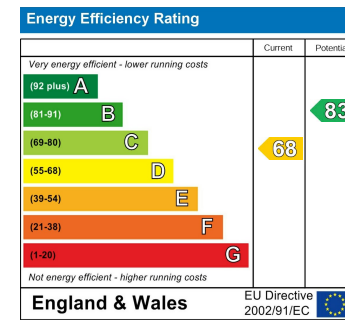 Energy Efficiency Rating
Current
Potentia
Very energy efficient - lower running costs
(92 plus) A
(81-91) B
83
(69-80) C
68
(55-68) D
(39-54) E
(21-38) F
(1-20) G
Not energy efficient - higher running costs
England & Wales
EU Directive
2002/91/EC